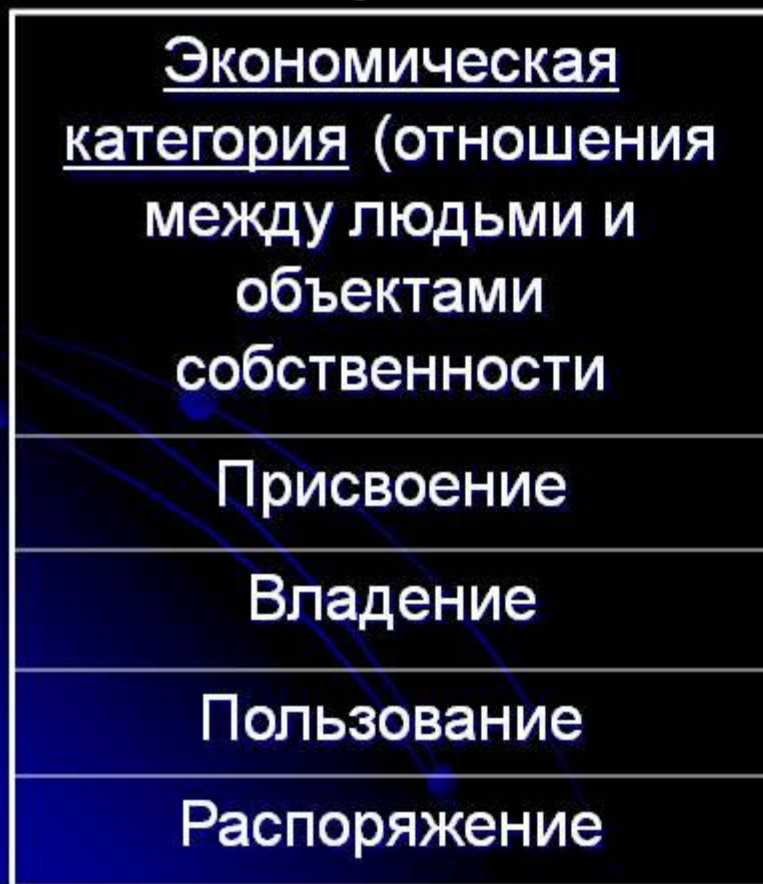 Экономическая
категория (отношения
между людьми и
объектами
собственности
Присвоение
Владение
Пользование
Распоряжение